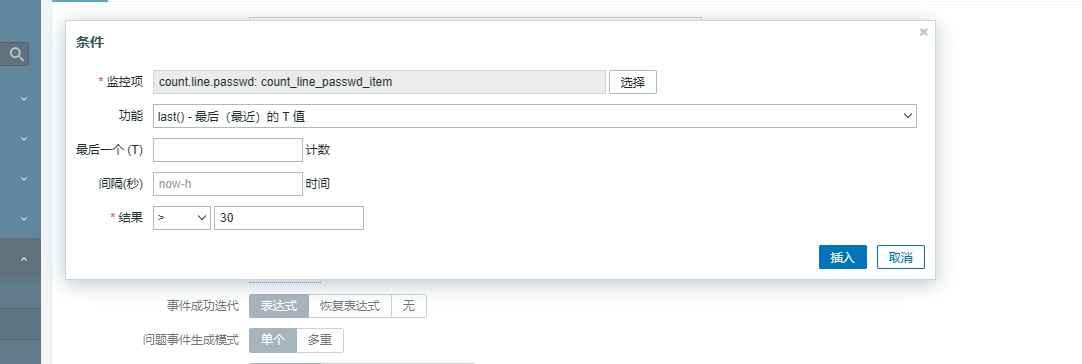 条件
* 监控项 count.line.passwd: count_line_passwd_item 选择
功能 last() - 最后（最近）的 T 值
最后一个 (T) 计数
间隔(秒) now-h 时间
* 结果 > 30
插入 取消
事件成功迭代 表达式 恢复表达式 无
问题事件生成模式 单个 多重